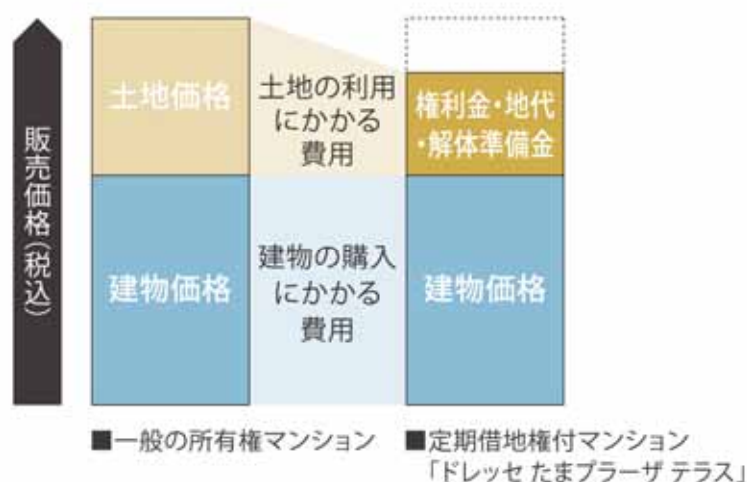 販売価格(税込)
土地価格
土地の利用
にかかる
費用
権利金・地代
・解体準備金
建物価格
建物の購入
にかかる
費用
建物価格
■一般の所有権マンション
■定期借地権付マンション
「ドレッセ たまプラーザ テラス」